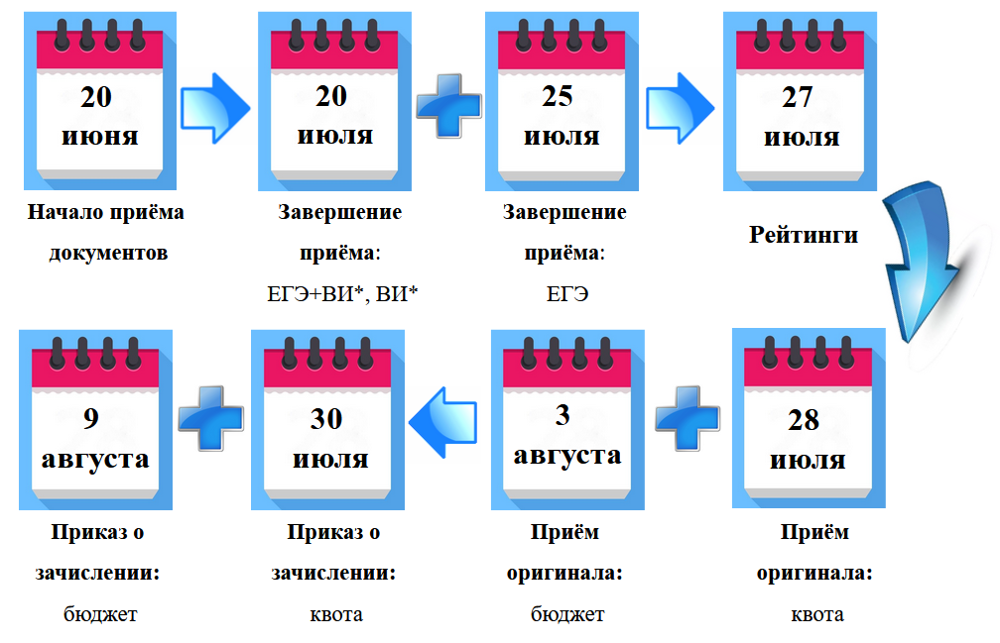 20
июня
Начало приёма
документов
20
июля
Завершение
приёма:
ЕГЭ+ВИ*, ВИ*
25
июля
Завершение
приёма:
ЕГЭ
27
июля
Рейтинги
28
июля
Приём
оригинала:
квота
3
августа
Приём
оригинала:
бюджет
30
июля
Приказ о
зачислении:
квота
9
августа
Приказ о
зачислении:
бюджет